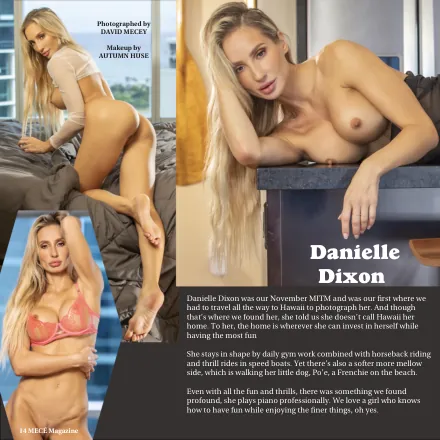 Photographed by
DAVID MECEY
Makeup by
AUTUMN HUSE
Danielle
Dixon
Danielle Dixon was our November MITM and was our first where we
had to travel all the way to Hawaii to photograph her. And though
that's where we found her, she told us she doesn't call Hawaii her
home. To her, the home is wherever she can invest in herself while
having the most fun
She stays in shape by daily gym work combined with horseback riding
and thrill rides in speed boats. Yet there's also a softer more mellow
side, which is walking her little dog, Po'e, a Frenchie on the beach.
Even with all the fun and thrills, there was something we found
profound, she plays piano professionally. We love a girl who knows
how to have fun while enjoying the finer things, oh yes.
14 MECE Magazine